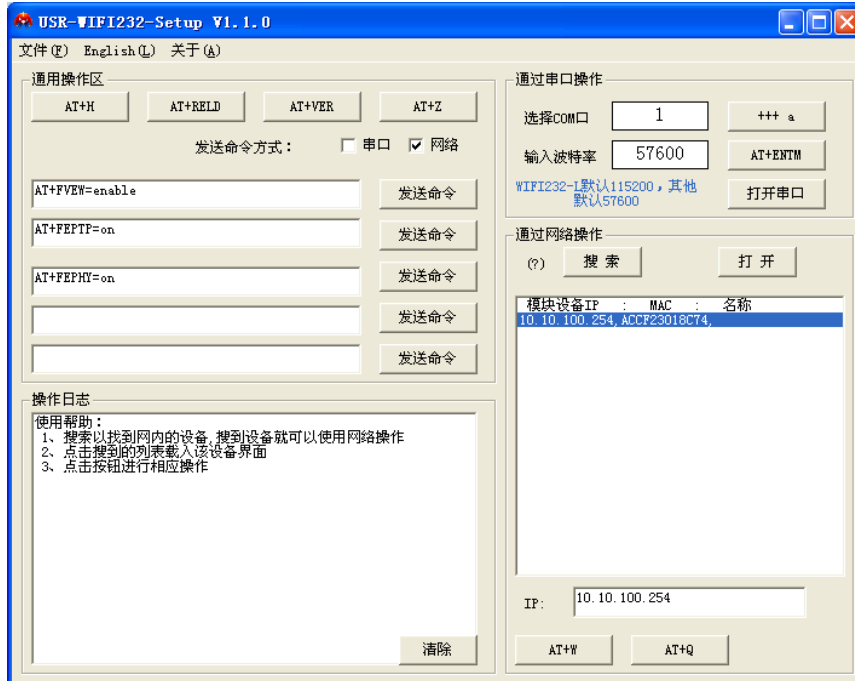 USR-WIFI232-Setup V1.1.0
文件(F) English(L) 关于(A)
通用操作区
AT+H AT+RELD AT+VER AT+Z
发送命令方式： 串口 网络
AT+FVEW=enable 发送命令
AT+FEPTP=on 发送命令
AT+FEPHY=on 发送命令
发送命令
发送命令
操作日志
使用帮助：
1、搜索以找到网内的设备,搜到设备就可以使用网络操作
2、点击搜到的列表载入该设备界面
3、点击按钮进行相应操作
清除
通过串口操作
选择COM口 1 +++ a
输入波特率 57600 AT+ENTM
WIFI232-L默认115200，其他
默认57600
打开串口
通过网络操作
(?) 搜 索 打 开
模块设备IP : MAC : 名称
10.10.100.254,ACCF23018C74,
IP: 10.10.100.254
AT+W AT+Q